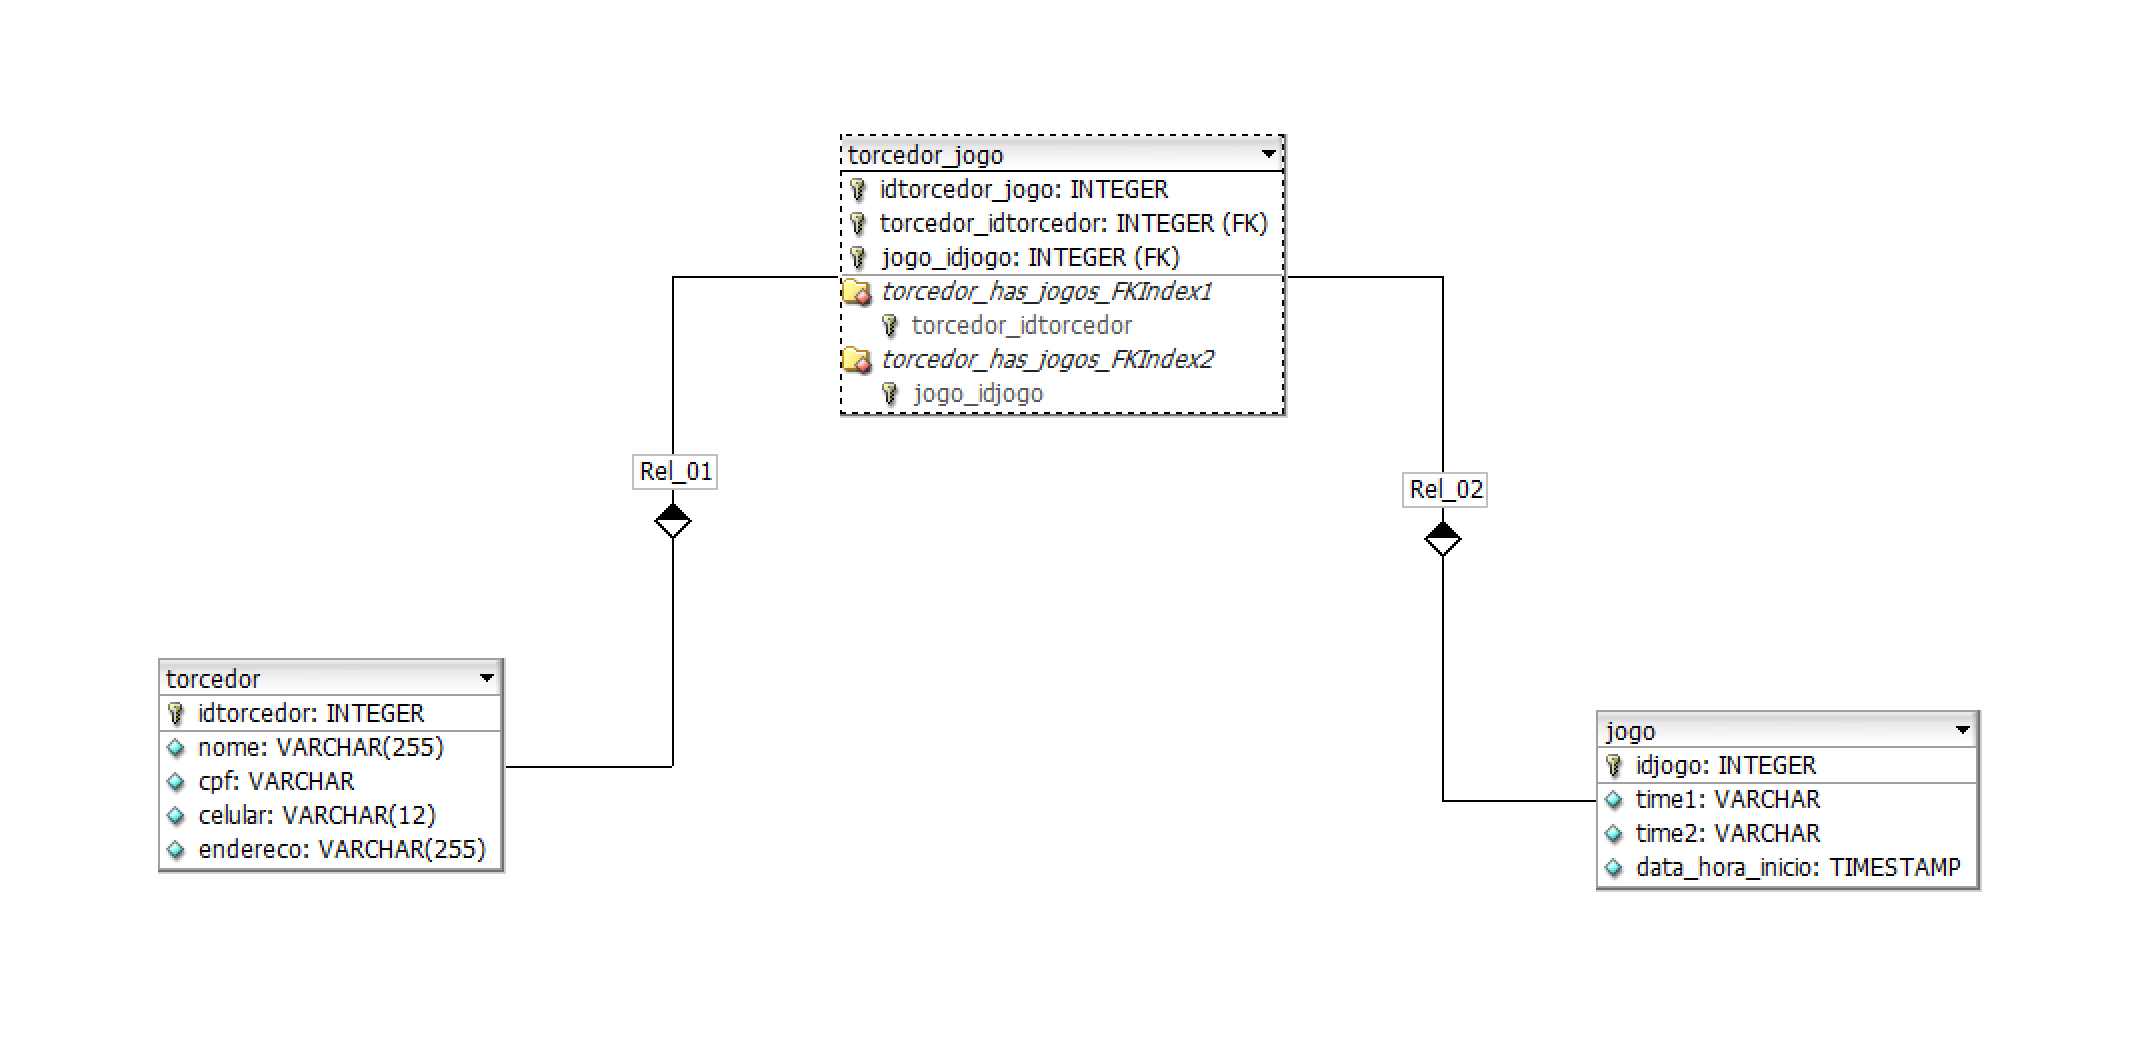 torcedor_jogo
idtorcedor_jogo: INTEGER
torcedor_idtorcedor: INTEGER (FK)
jogo_idjogo: INTEGER (FK)
torcedor_has_jogos_FKIndex1
torcedor_idtorcedor
torcedor_has_jogos_FKIndex2
jogo_idjogo
Rel_01
Rel_02
torcedor
idtorcedor: INTEGER
nome: VARCHAR(255)
cpf: VARCHAR
celular: VARCHAR(12)
endereco: VARCHAR(255)
jogo
idjogo: INTEGER
time1: VARCHAR
time2: VARCHAR
data_hora_inicio: TIMESTAMP